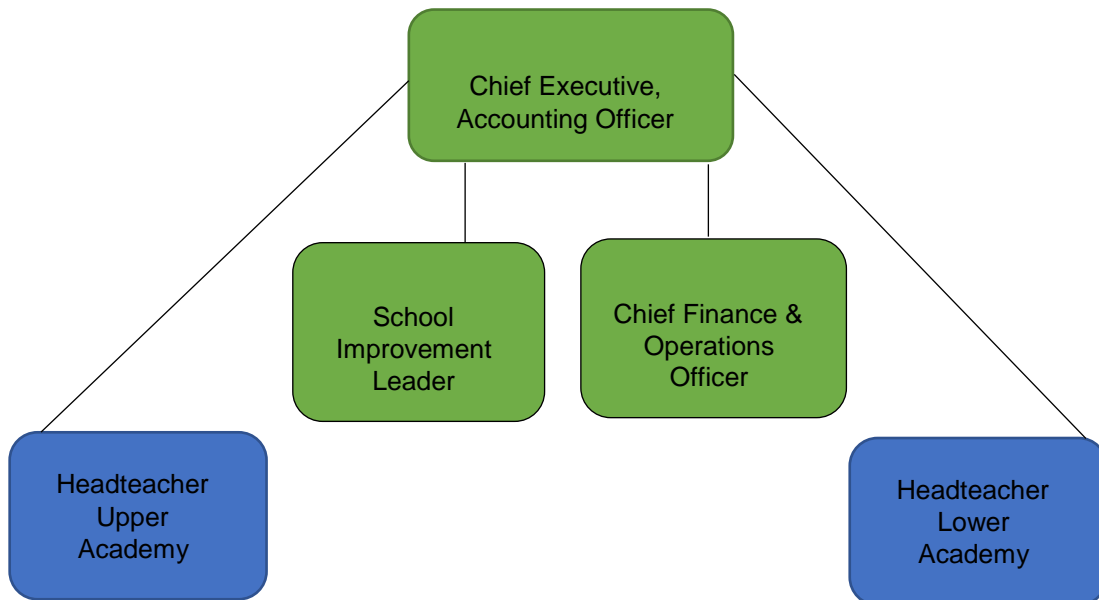 Chief Executive,
Accounting Officer
School
Improvement
Leader
Chief Finance &
Operations
Officer
Headteacher
Upper
Academy
Headteacher
Lower
Academy